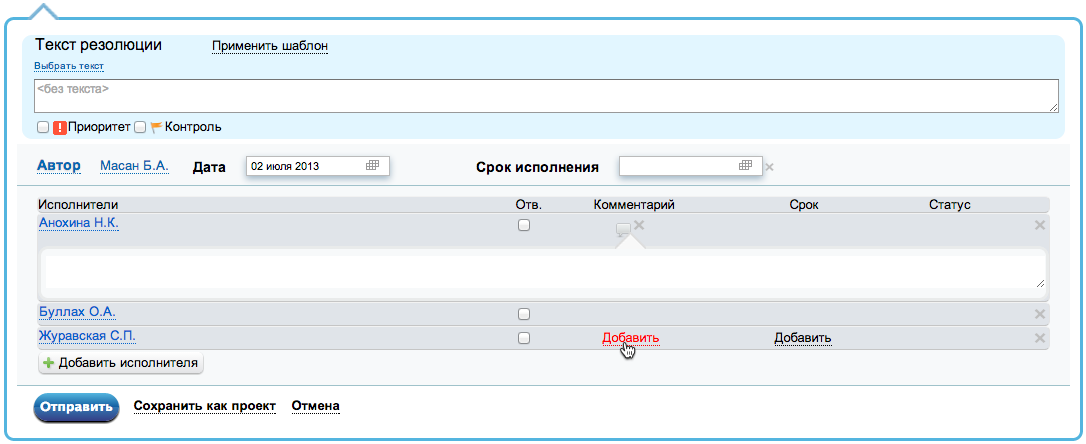 Текст резолюции Применить шаблон
Выбрать текст
<без текста>
Приоритет Контроль
Автор Масан Б.А. Дата 02 июля 2013 Срок исполнения
Исполнители Отв. Комментарий Срок Статус
Анохина Н.К.
Буллах О.А.
Журавская С.П. Добавить Добавить
Добавить исполнителя
Отправить Сохранить как проект Отмена